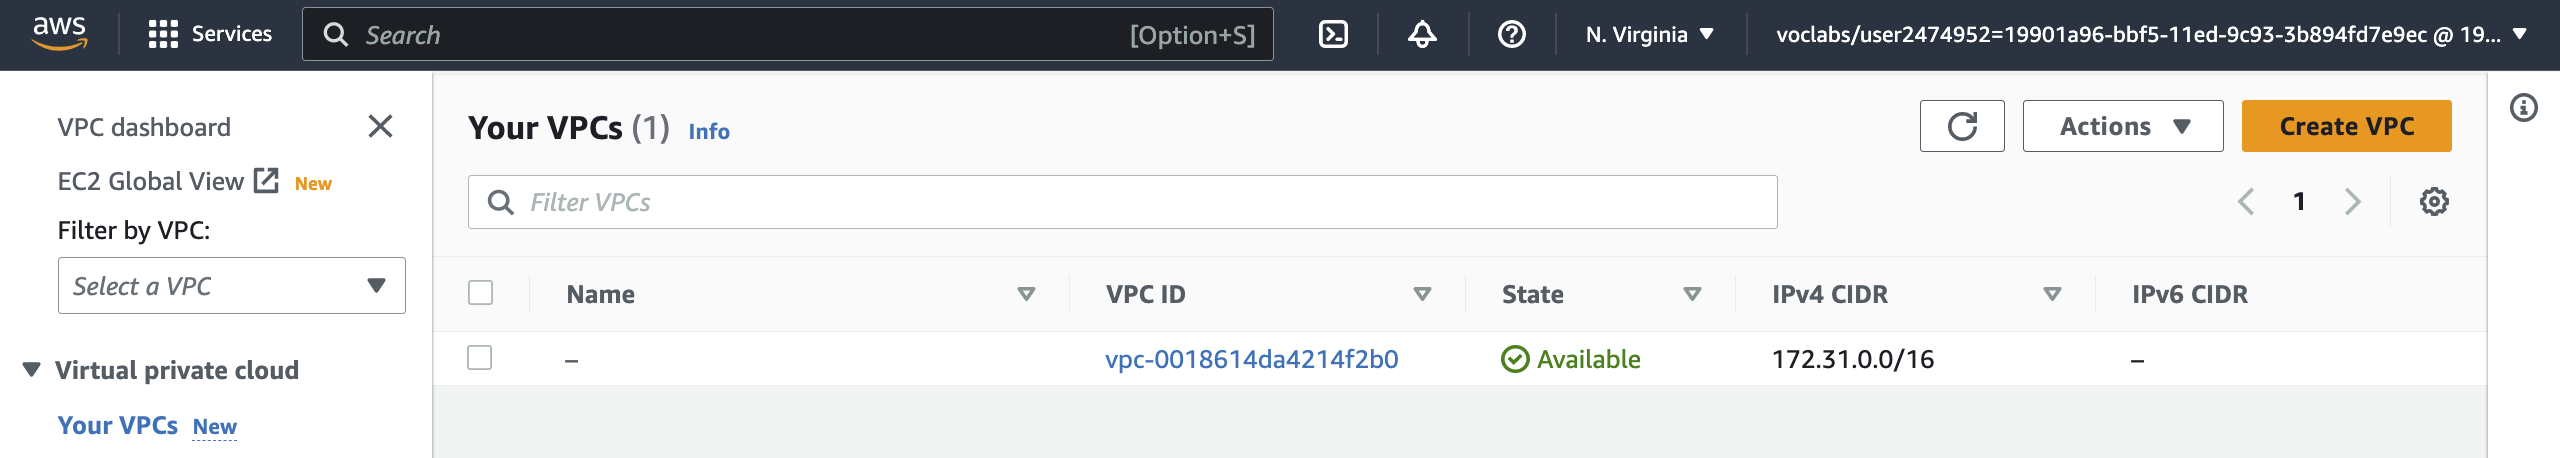 aws Services Search [Option+S] N. Virginia voclabs/user2474952=19901a96-bbf5-11ed-9c93-3b894fd7e9ec @ 19...
VPC dashboard
EC2 Global View New
Filter by VPC:
Select a VPC
Virtual private cloud
Your VPCs New
Your VPCs (1) Info
Actions
Create VPC
Filter VPCs
1
Name VPC ID State IPv4 CIDR IPv6 CIDR
– vpc-0018614da4214f2b0 Available 172.31.0.0/16 –